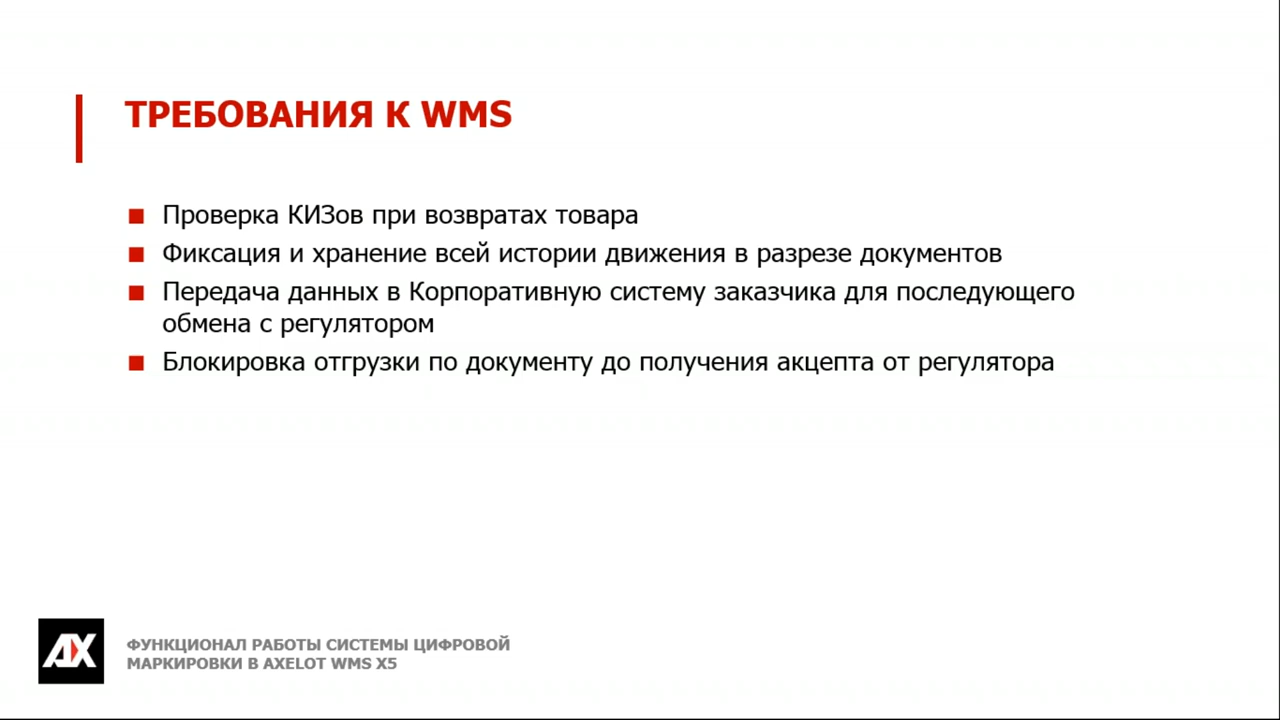 ТРЕБОВАНИЯ К WMS
Проверка КИЗов при возвратах товара
Фиксация и хранение всей истории движения в разрезе документов
Передача данных в Корпоративную систему заказчика для последующего
обмена с регулятором
Блокировка отгрузки по документу до получения акцепта от регулятора
AX
ФУНКЦИОНАЛ РАБОТЫ СИСТЕМЫ ЦИФРОВОЙ
МАРКИРОВКИ В AXELOT WMS X5